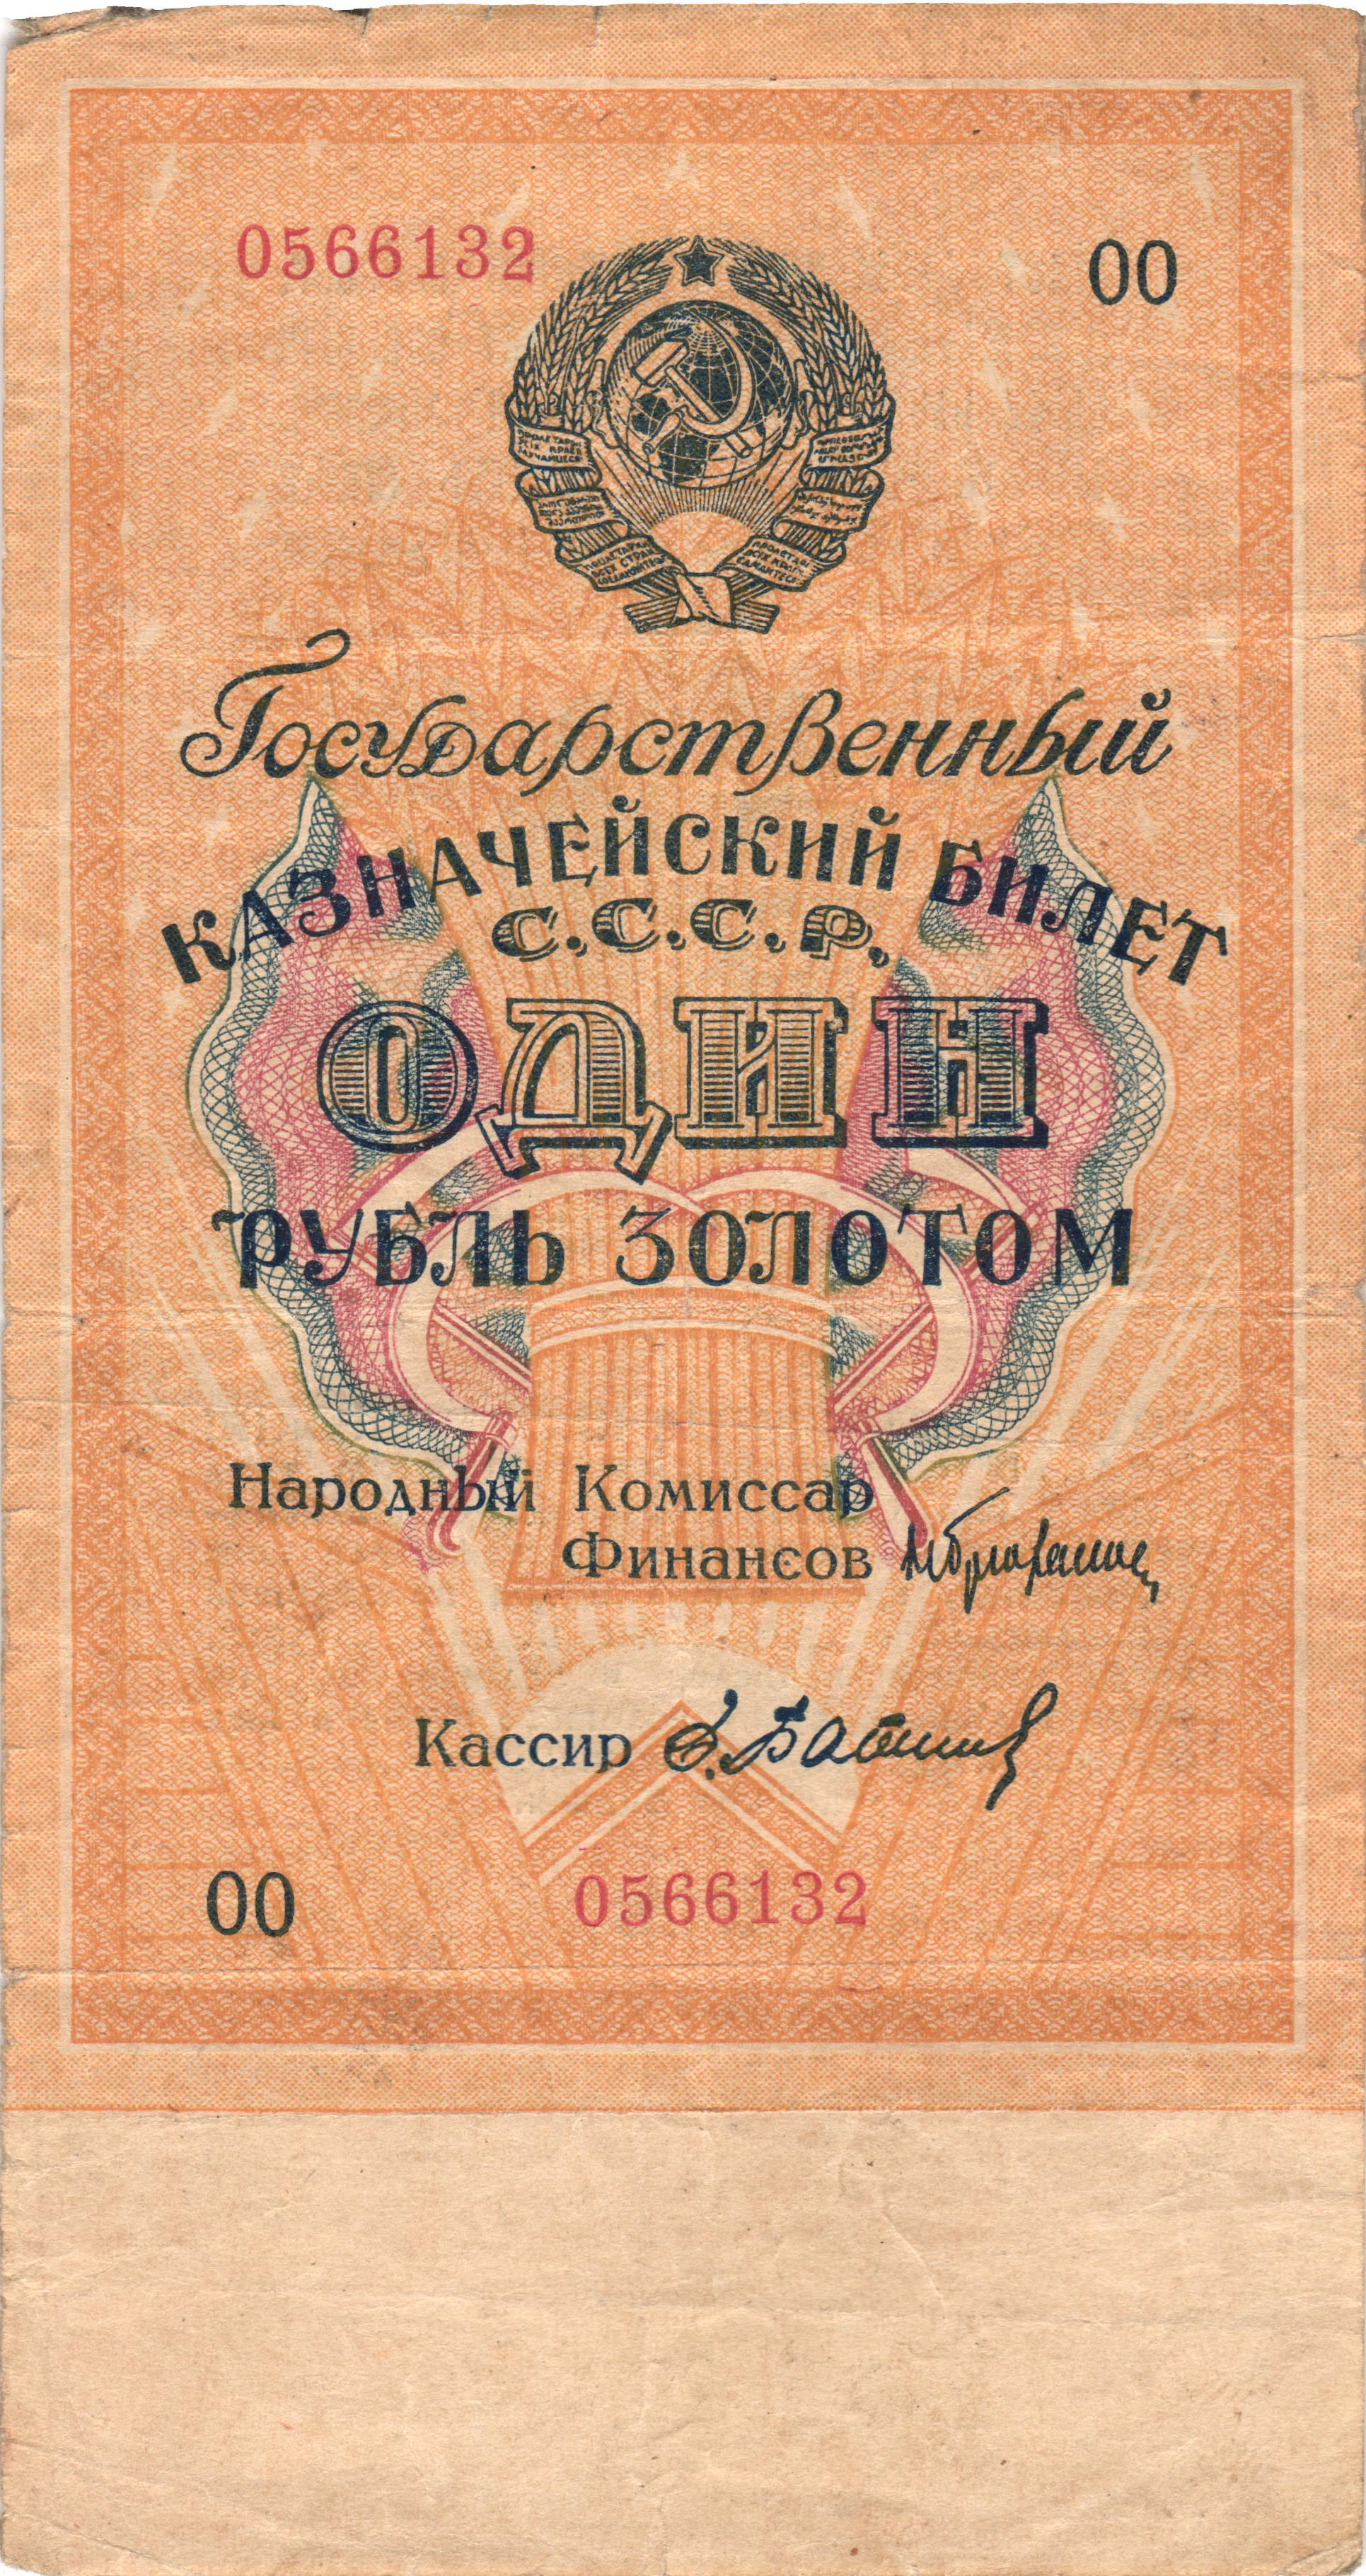 0566132
00
Государственный
КАЗНАЧЕЙСКИЙ БИЛЕТ
С.С.С.Р.
ОДИН
РУБЛЬ ЗОЛОТОМ
Народный Комиссар
Финансов
Кассир
00
0566132